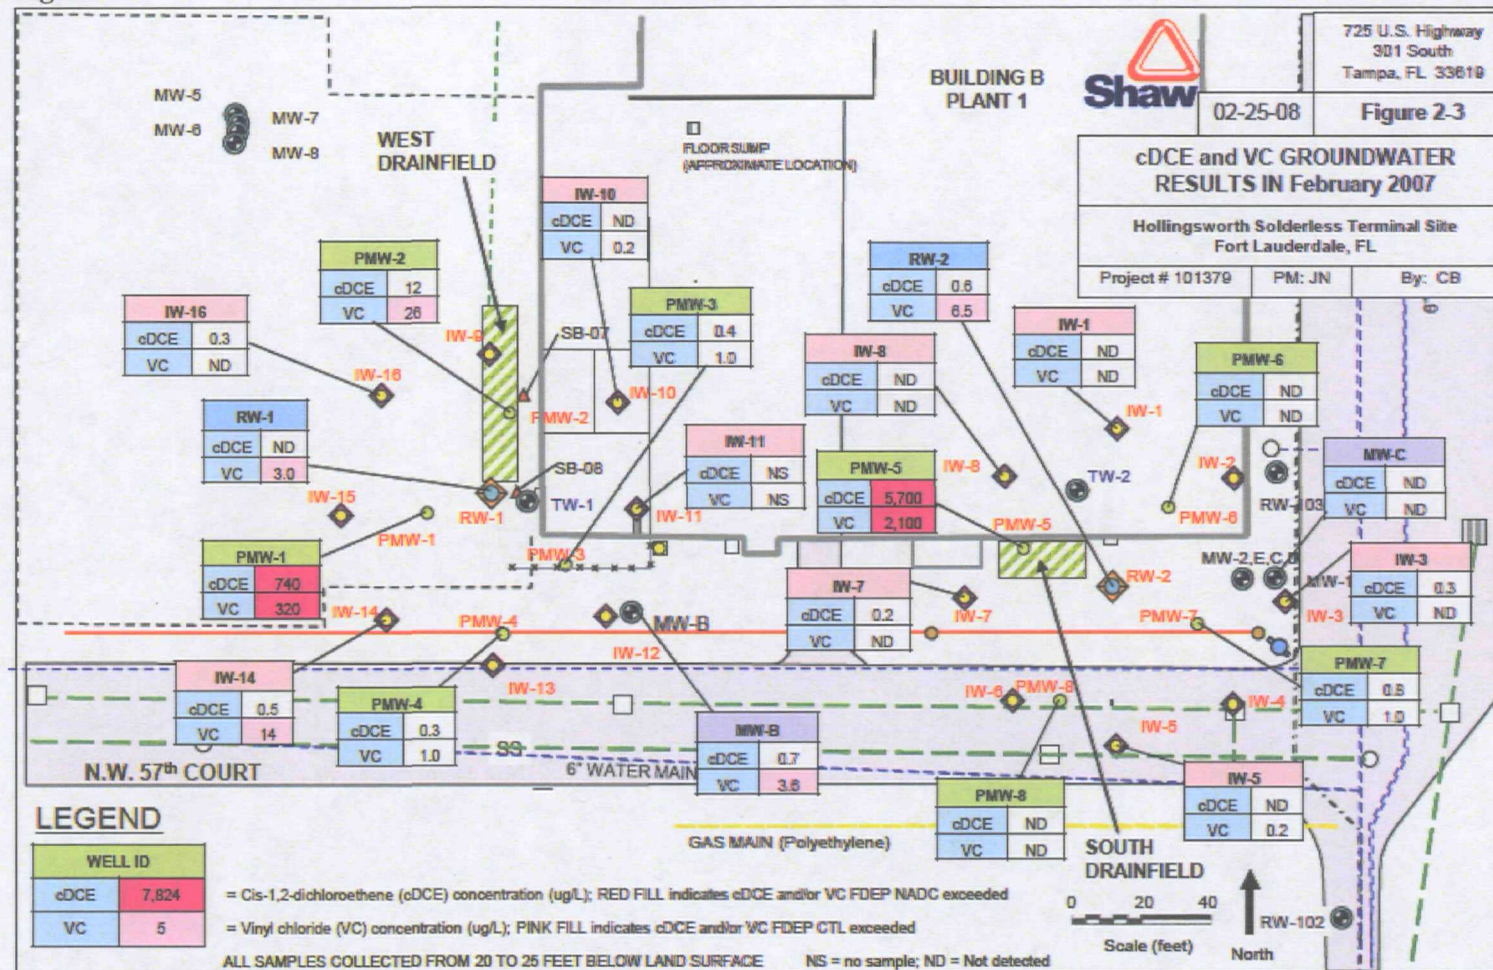 725 U.S. Highway
301 South
Tampa, FL 33619
Shaw
02-25-08
Figure 2-3
cDCE and VC GROUNDWATER
RESULTS IN February 2007
Hollingsworth Solderless Terminal Site
Fort Lauderdale, FL
Project # 101379
PM: JN
By: CB
BUILDING B
PLANT 1
MW-5
MW-6
MW-7
MW-8
WEST
DRAINFIELD
FLOOR SUMP
(APPROXIMATE LOCATION)
IW-10
cDCE ND
VC 0.2
PMW-2
cDCE 12
VC 26
RW-2
cDCE 0.6
VC 6.5
IW-16
cDCE 0.3
VC ND
PMW-3
cDCE 0.4
VC 1.0
IW-1
cDCE ND
VC ND
IW-8
cDCE ND
VC ND
PMW-6
cDCE ND
VC ND
IW-9
SB-07
IW-16
IW-10
PMW-2
IW-1
RW-1
cDCE ND
VC 3.0
IW-11
cDCE NS
VC NS
PMW-5
cDCE 5,700
VC 2,100
MW-C
cDCE ND
VC ND
SB-08
IW-8
TW-2
IW-2
IW-15
RW-1
TW-1
IW-11
PMW-6
RW-103
PMW-1
PMW-3
PMW-5
PMW-1
cDCE 740
VC 320
IW-7
cDCE 0.2
VC ND
RW-2
MW-2,E,C,
MW-1
IW-3
cDCE 0.3
VC ND
IW-14
PMW-4
MW-B
IW-7
PMW-7
IW-3
IW-12
IW-13
IW-14
cDCE 0.5
VC 14
PMW-4
cDCE 0.3
VC 1.0
PMW-7
cDCE 0.8
VC 1.0
IW-6
PMW-8
IW-4
IW-5
MW-B
cDCE 0.7
VC 3.6
SS
N.W. 57th COURT
6" WATER MAIN
6"
IW-5
cDCE ND
VC 0.2
PMW-8
cDCE ND
VC ND
GAS MAIN (Polyethylene)
SOUTH
DRAINFIELD
LEGEND
WELL ID
cDCE 7,824
VC 5
= Cis-1,2-dichloroethene (cDCE) concentration (ug/L); RED FILL indicates cDCE and/or VC FDEP NADC exceeded
= Vinyl chloride (VC) concentration (ug/L); PINK FILL indicates cDCE and/or VC FDEP CTL exceeded
ALL SAMPLES COLLECTED FROM 20 TO 25 FEET BELOW LAND SURFACE NS = no sample; ND = Not detected
0 20 40
Scale (feet)
North
RW-102